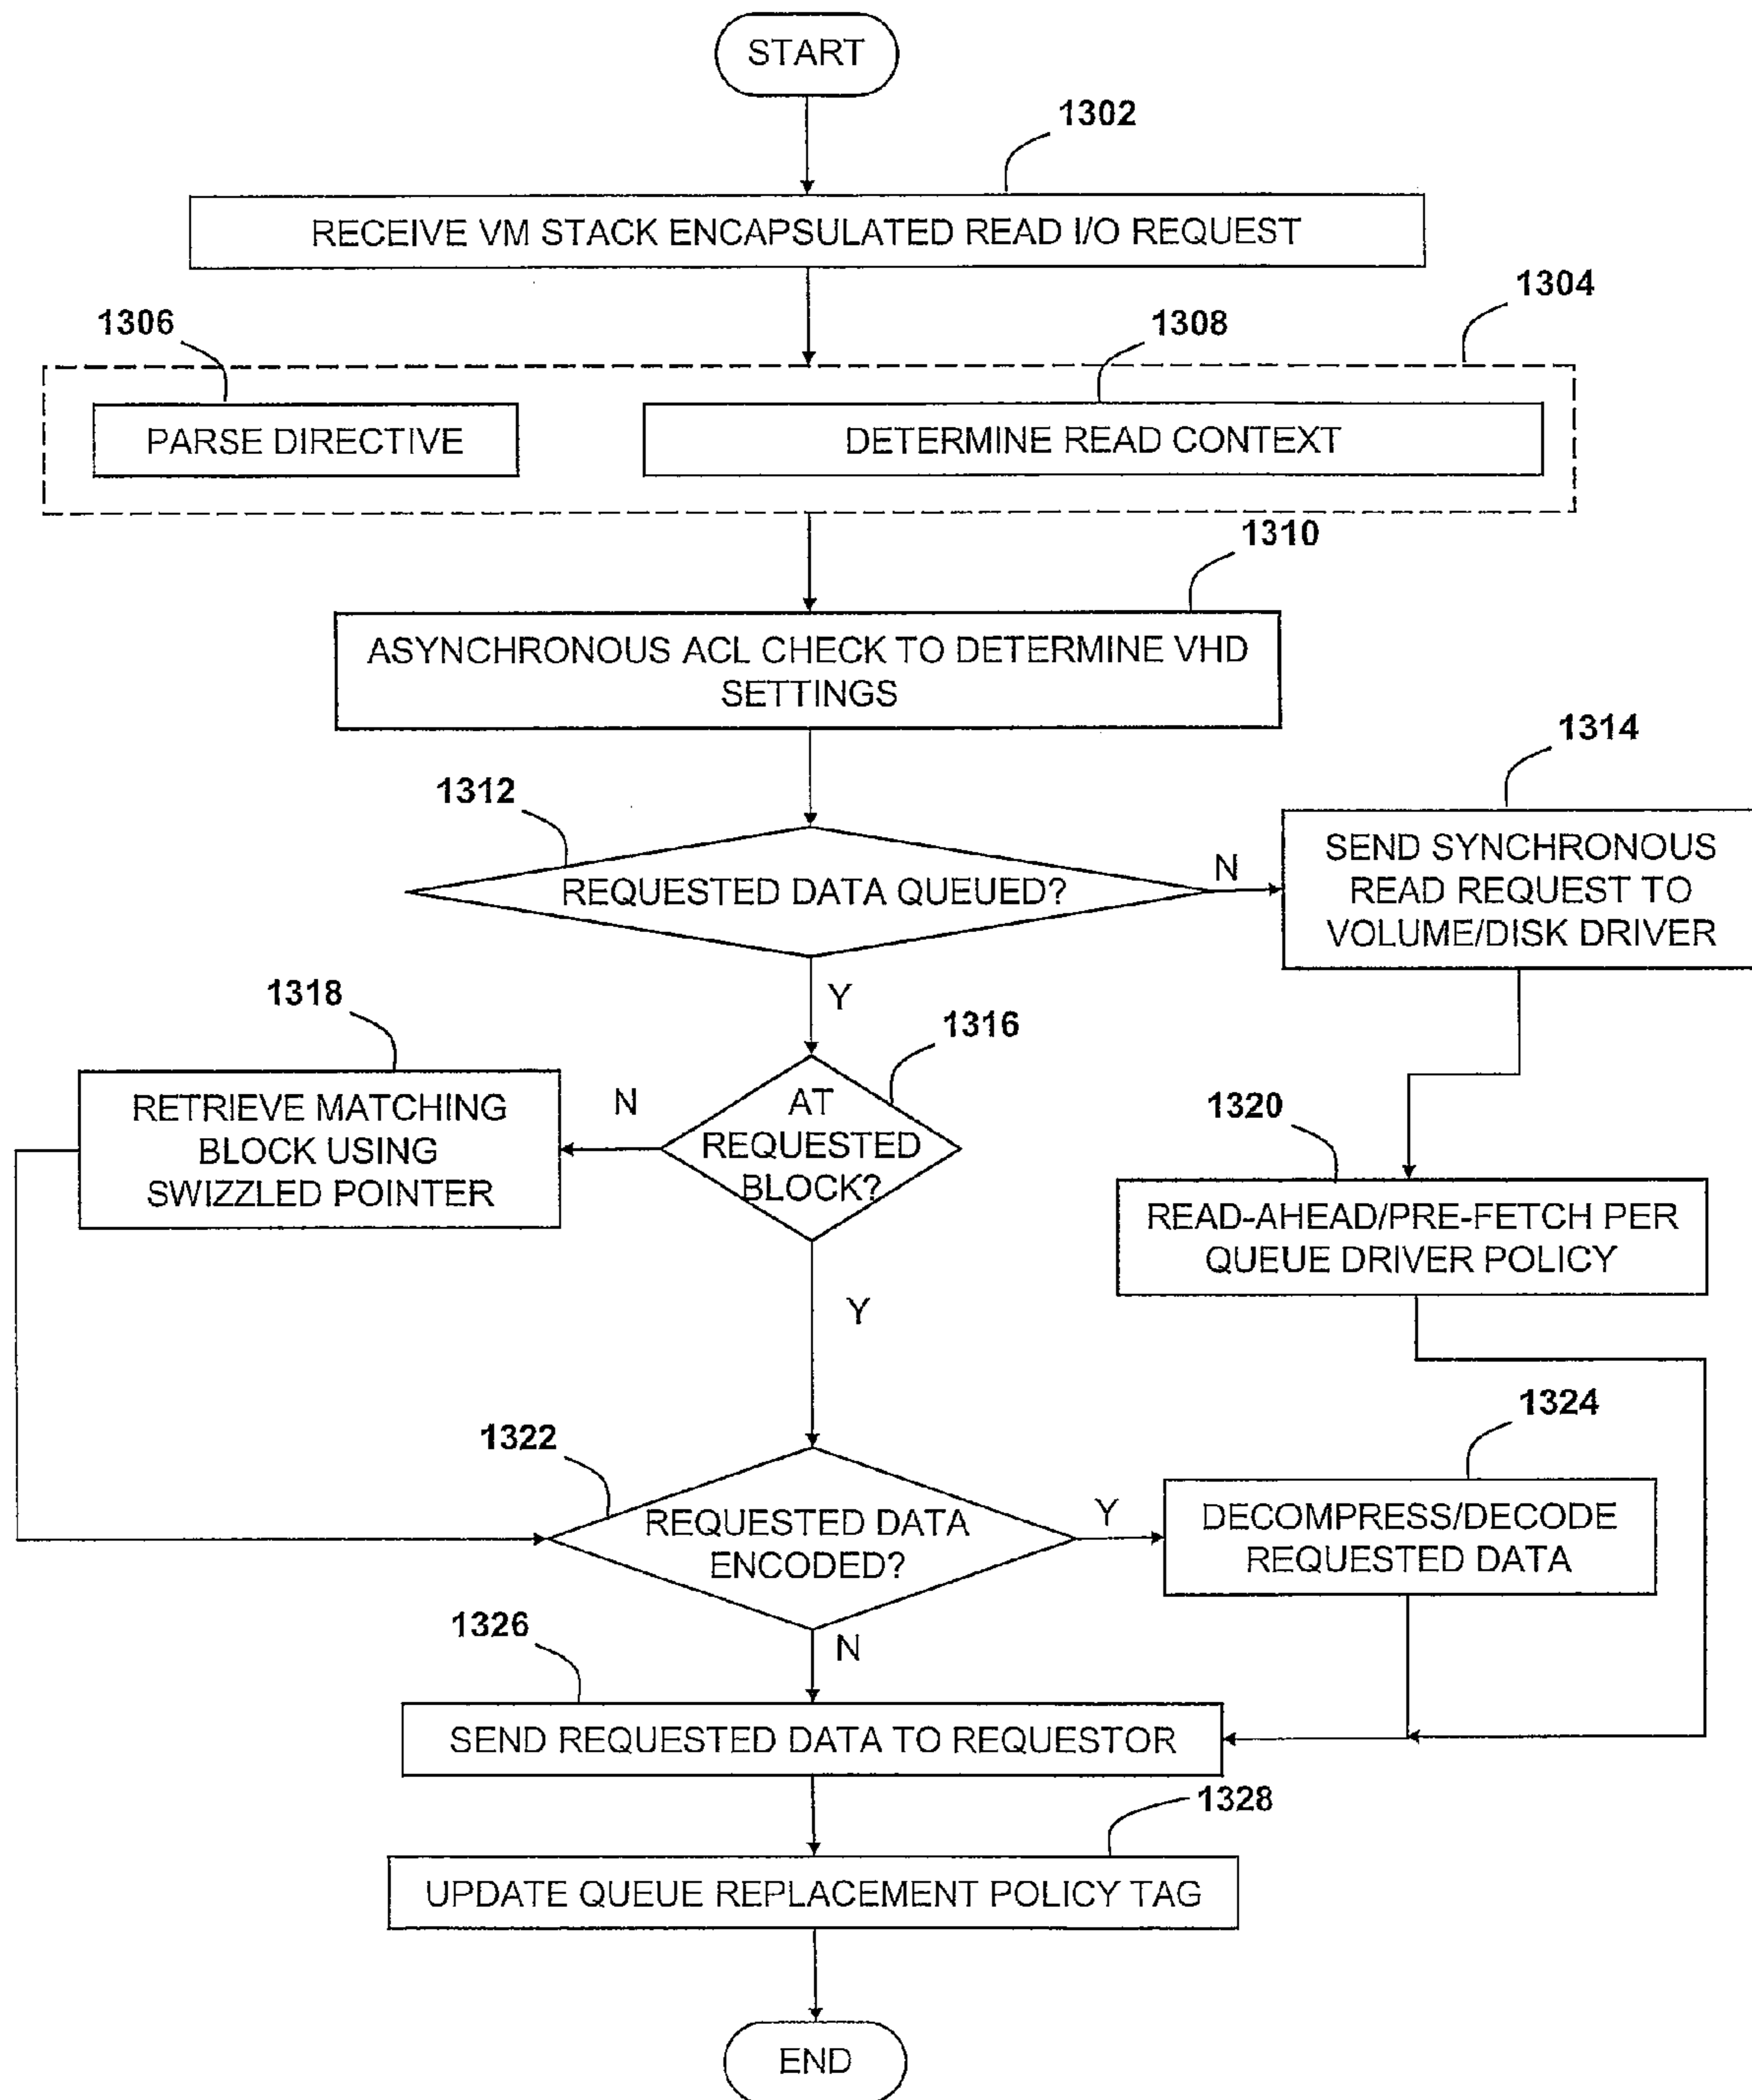 START
1302
RECEIVE VM STACK ENCAPSULATED READ I/O REQUEST
1304
1306
1308
PARSE DIRECTIVE
DETERMINE READ CONTEXT
1310
ASYNCHRONOUS ACL CHECK TO DETERMINE VHD
SETTINGS
1312
1314
REQUESTED DATA QUEUED?
N
SEND SYNCHRONOUS
READ REQUEST TO
VOLUME/DISK DRIVER
Y
1318
1316
RETRIEVE MATCHING
BLOCK USING
SWIZZLED POINTER
N
AT
REQUESTED
BLOCK?
1320
READ-AHEAD/PRE-FETCH PER
QUEUE DRIVER POLICY
Y
1322
1324
REQUESTED DATA
ENCODED?
Y
DECOMPRESS/DECODE
REQUESTED DATA
N
1326
SEND REQUESTED DATA TO REQUESTOR
1328
UPDATE QUEUE REPLACEMENT POLICY TAG
END